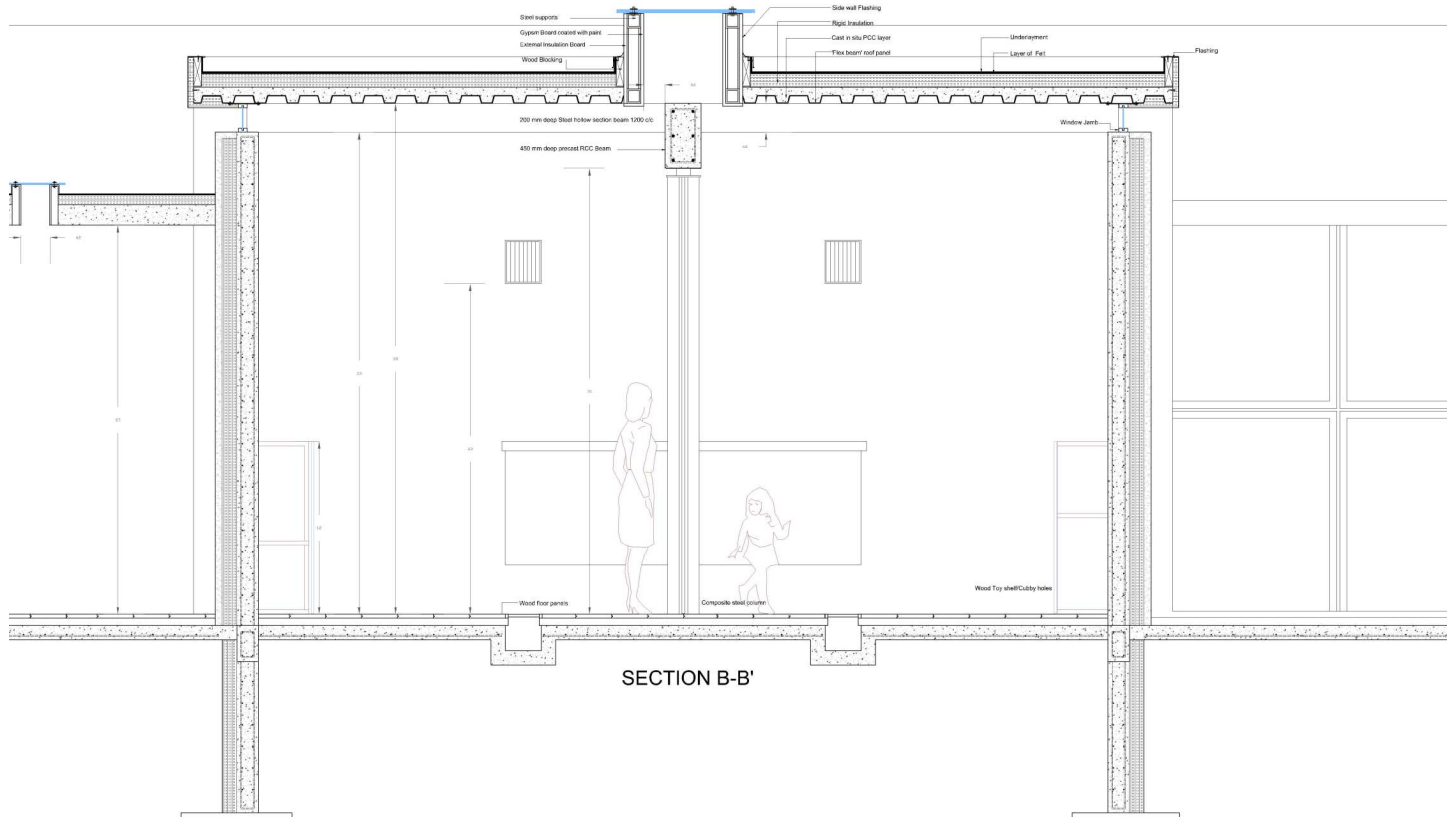 Steel supports
Gypsm Board coated with paint
External Insulation Board
Wood Blocking
Side wall Flashing
Rigid Insulation
Cast in situ PCC layer
'Flex beam' roof panel
Underlayment
Layer of Felt
Flashing
200 mm deep Steel hollow section beam 1200 c/c
450 mm deep precast RCC Beam
Window Jamb
Wood Toy shelf/Cubby holes
Wood floor panels
Composite steel column
SECTION B-B'